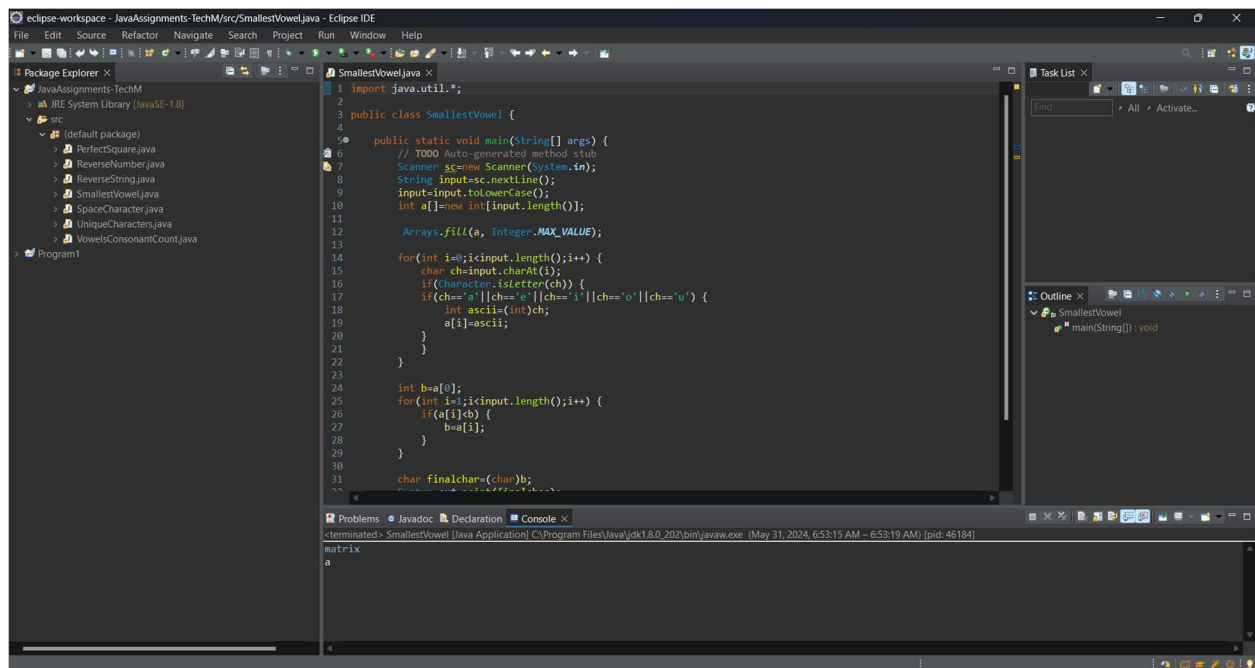 eclipse-workspace - JavaAssignments-TechM/src/SmallestVowel.java - Eclipse IDE
File Edit Source Refactor Navigate Search Project Run Window Help
Package Explorer
JavaAssignments-TechM
JRE System Library [JavaSE-1.8]
src
(default package)
PerfectSquare.java
ReverseNumber.java
ReverseString.java
SmallestVowel.java
SpaceCharacter.java
UniqueCharacters.java
VowelsConsonantCount.java
Program1
SmallestVowel.java
1 import java.util.*;
2
3 public class SmallestVowel {
4
5 public static void main(String[] args) {
6 // TODO Auto-generated method stub
7 Scanner sc=new Scanner(System.in);
8 String input=sc.nextLine();
9 input=input.toLowerCase();
10 int a[]=new int[input.length()];
11
12 Arrays.fill(a, Integer.MAX_VALUE);
13
14 for(int i=0;i<input.length();i++) {
15 char ch=input.charAt(i);
16 if(Character.isLetter(ch)) {
17 if(ch=='a'||ch=='e'||ch=='i'||ch=='o'||ch=='u') {
18 int ascii=(int)ch;
19 a[i]=ascii;
20 }
21 }
22 }
23
24 int b=a[0];
25 for(int i=1;i<input.length();i++) {
26 if(a[i]<b) {
27 b=a[i];
28 }
29 }
30
31 char finalchar=(char)b;
Task List
Find All Activate...
Outline
SmallestVowel
main(String[]) : void
Problems Javadoc Declaration Console
<terminated> SmallestVowel [Java Application] C:\Program Files\Java\jdk1.8.0_202\bin\javaw.exe (May 31, 2024, 6:53:15 AM – 6:53:19 AM) [pid: 46184]
matrix
a